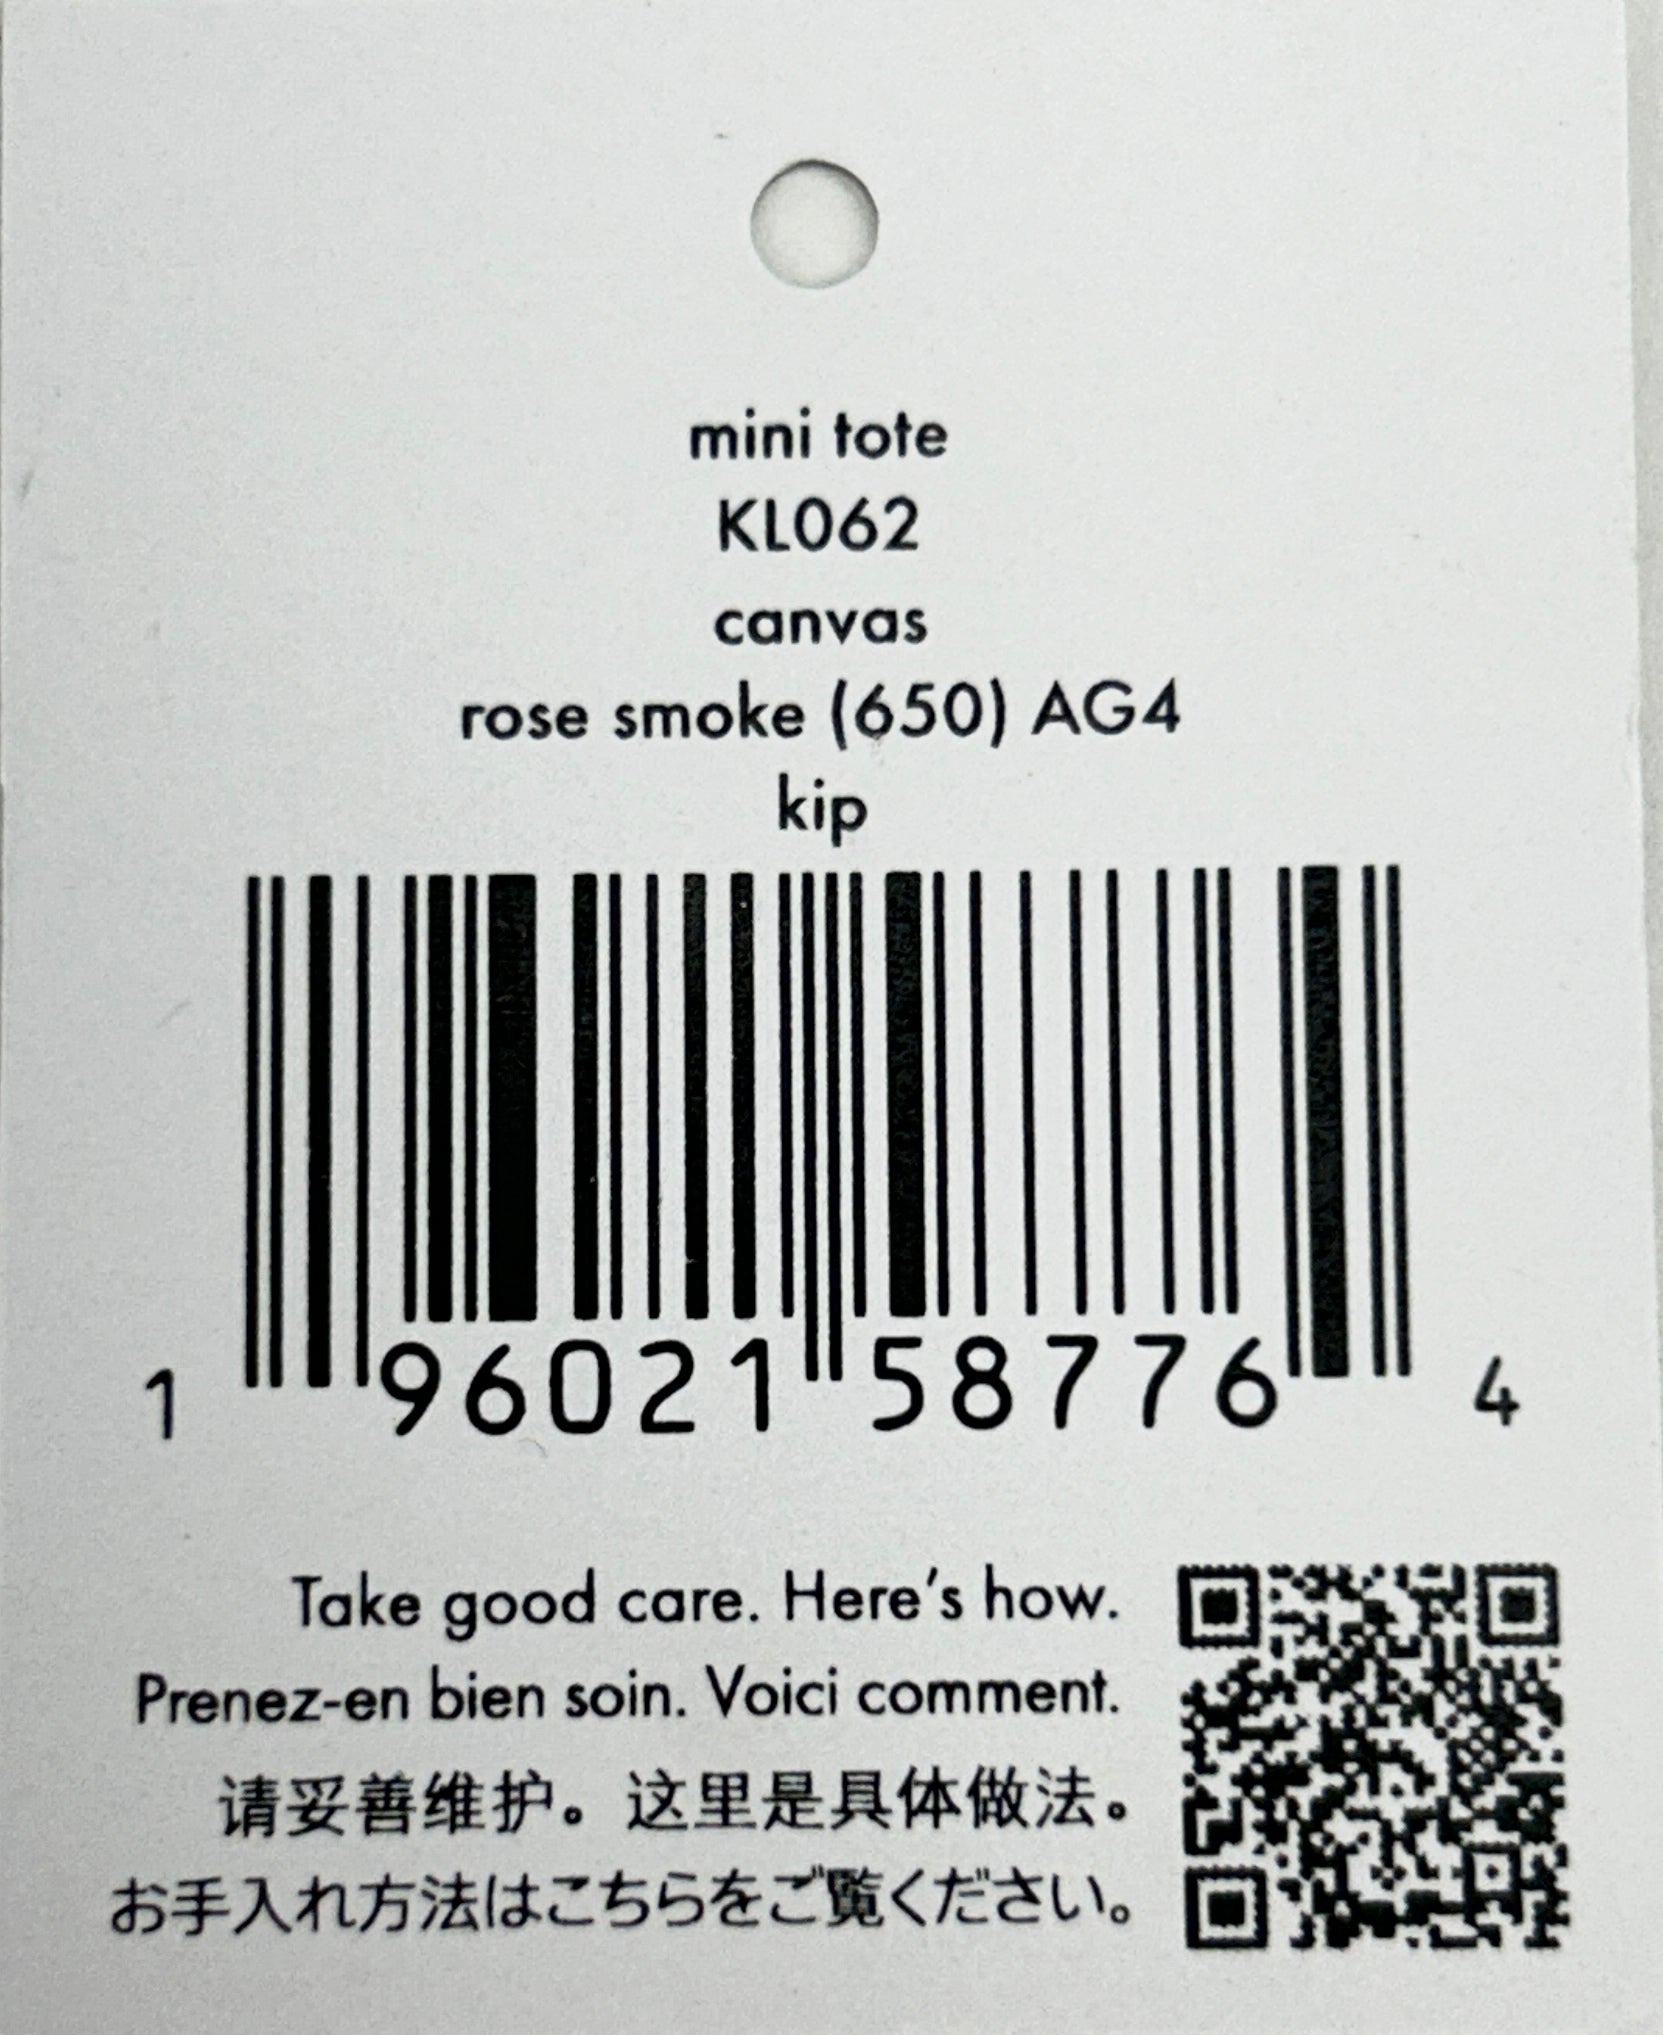 mini tote
KL062
canvas
rose smoke (650) AG4
kip
1 96021 58776 4
Take good care. Here's how.
Prenez-en bien soin. Voici comment.
请妥善维护。这里是具体做法。
お手入れ方法はこちらをご覧ください。